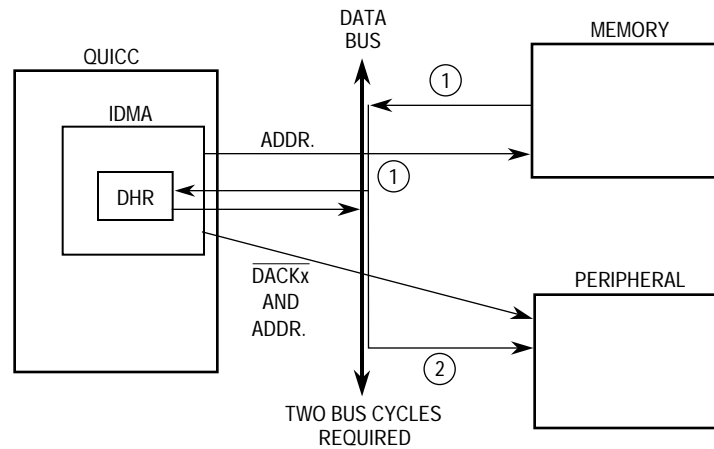 DATA
BUS
MEMORY
QUICC
1
IDMA
ADDR.
1
DHR
DACKx
AND
ADDR.
PERIPHERAL
2
TWO BUS CYCLES
REQUIRED